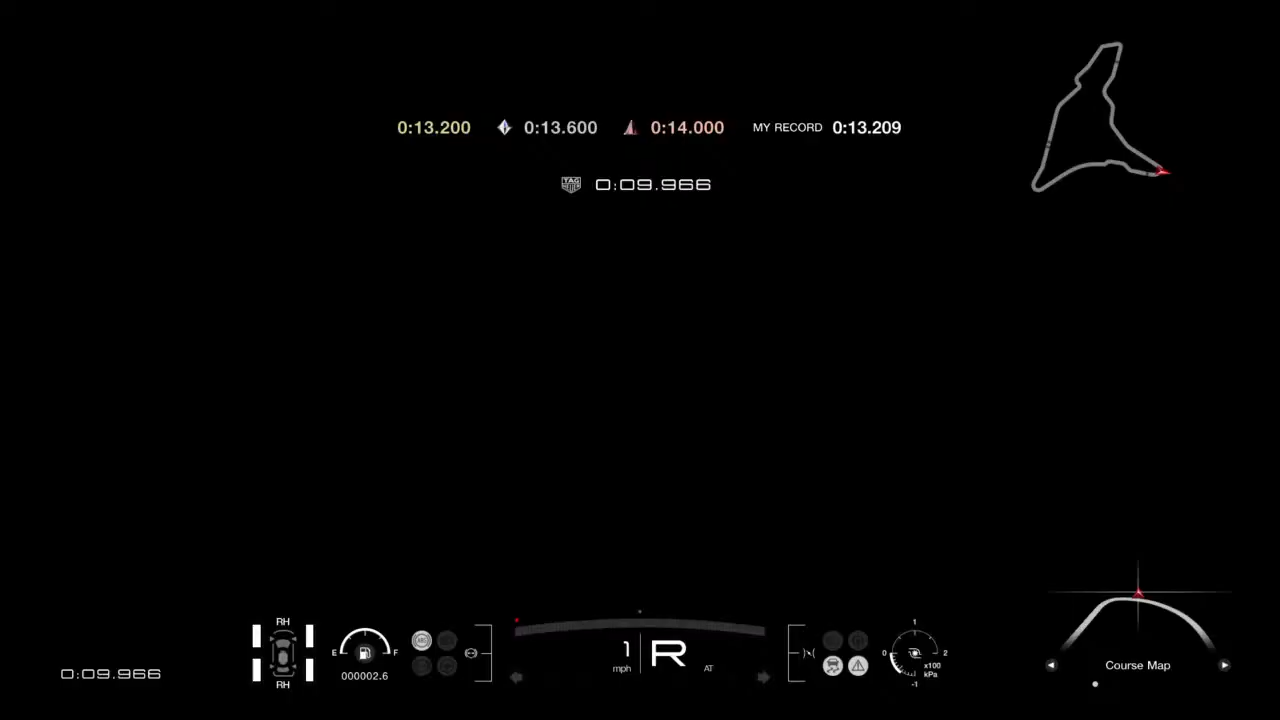 0:13.200 0:13.600 0:14.000 MY RECORD 0:13.209
TAG 0:09.966
RH
E F
000002.6
RH
0:09.966
1 R
mph AT
1
0 2
x100
kPa
-1
Course Map